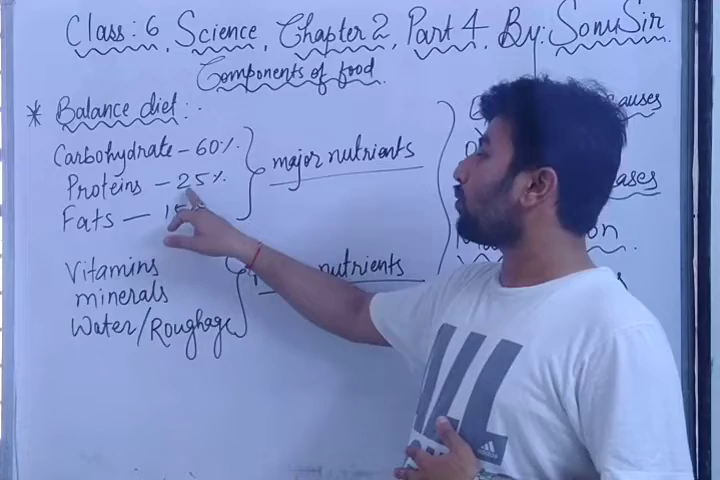 Class: 6, Science, Chapter 2, Part 4, By: Sonu Sir.
Components of food.
* Balance diet:-
Carbohydrate - 60%.
Proteins - 25%.
Fats -
major nutrients
Vitamins
minerals
Water/Roughage
nutrients